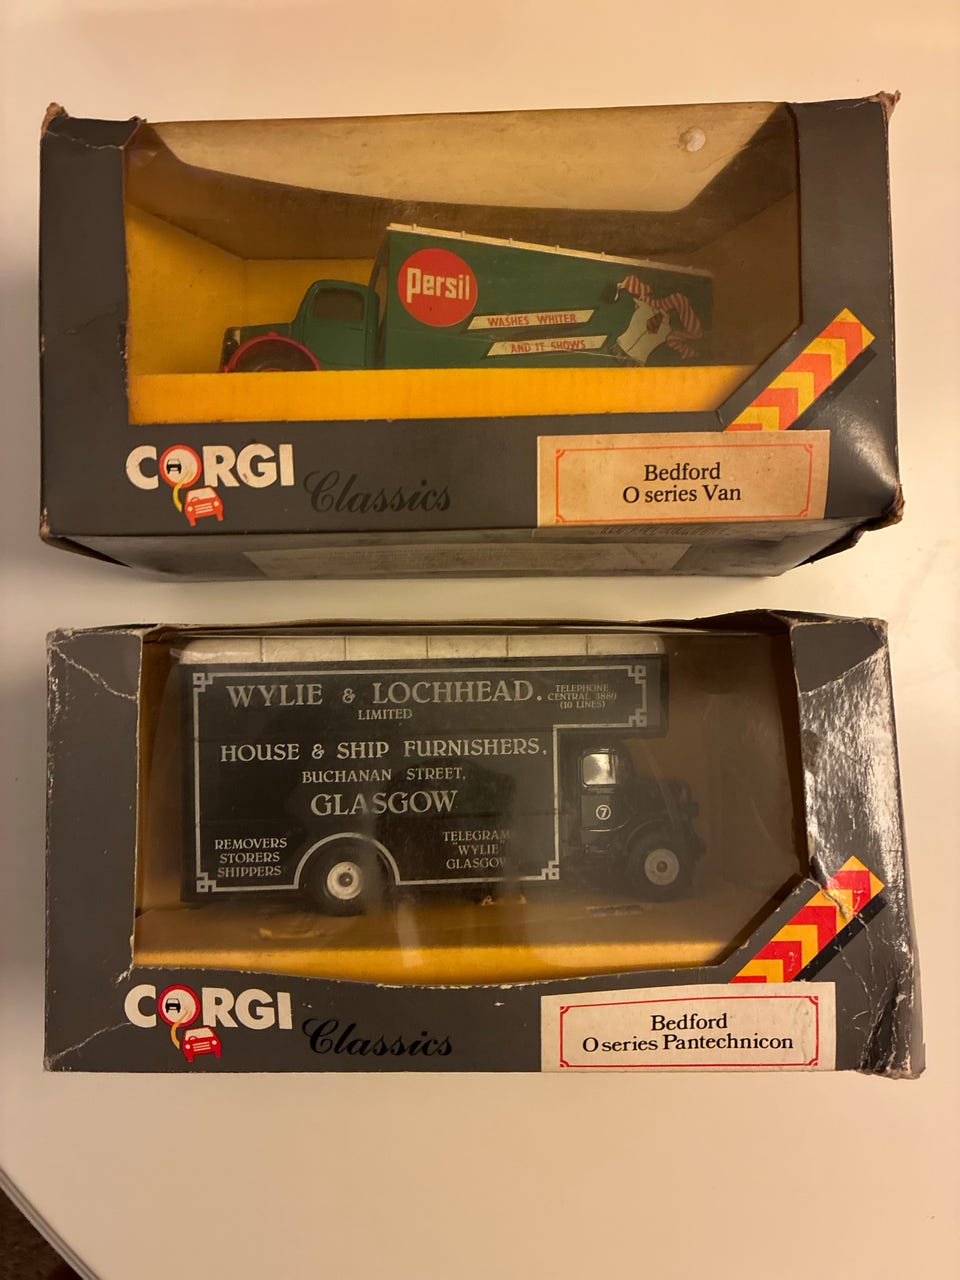 Persil
WASHES WHITER
AND IT SHOWS
CORGI
Classics
Bedford
O series Van
WYLIE & LOCHHEAD.
LIMITED
TELEPHONE
CENTRAL 3880
(10 LINES)
HOUSE & SHIP FURNISHERS,
BUCHANAN STREET,
GLASGOW
REMOVERS
STORERS
SHIPPERS
TELEGRAM
"WYLIE"
GLASGOW
7
CORGI
Classics
Bedford
O series Pantechnicon